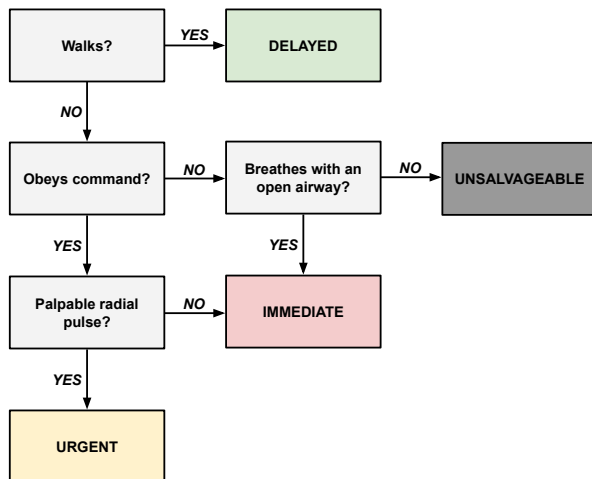 Walks?
YES
DELAYED
NO
Obeys command?
NO
Breathes with an
open airway?
NO
UNSALVAGEABLE
YES
YES
Palpable radial
pulse?
NO
IMMEDIATE
YES
URGENT